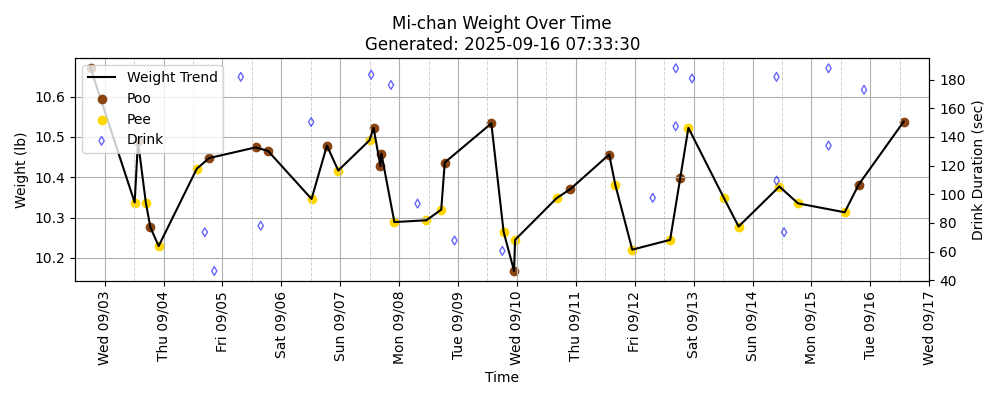 Mi-chan Weight Over Time
Generated: 2025-09-16 07:33:30
Weight Trend
Poo
Pee
Drink
Weight (lb)
10.6
10.5
10.4
10.3
10.2
Drink Duration (sec)
180
160
140
120
100
80
60
40
Wed 09/03
Thu 09/04
Fri 09/05
Sat 09/06
Sun 09/07
Mon 09/08
Tue 09/09
Wed 09/10
Thu 09/11
Fri 09/12
Sat 09/13
Sun 09/14
Mon 09/15
Tue 09/16
Wed 09/17
Time